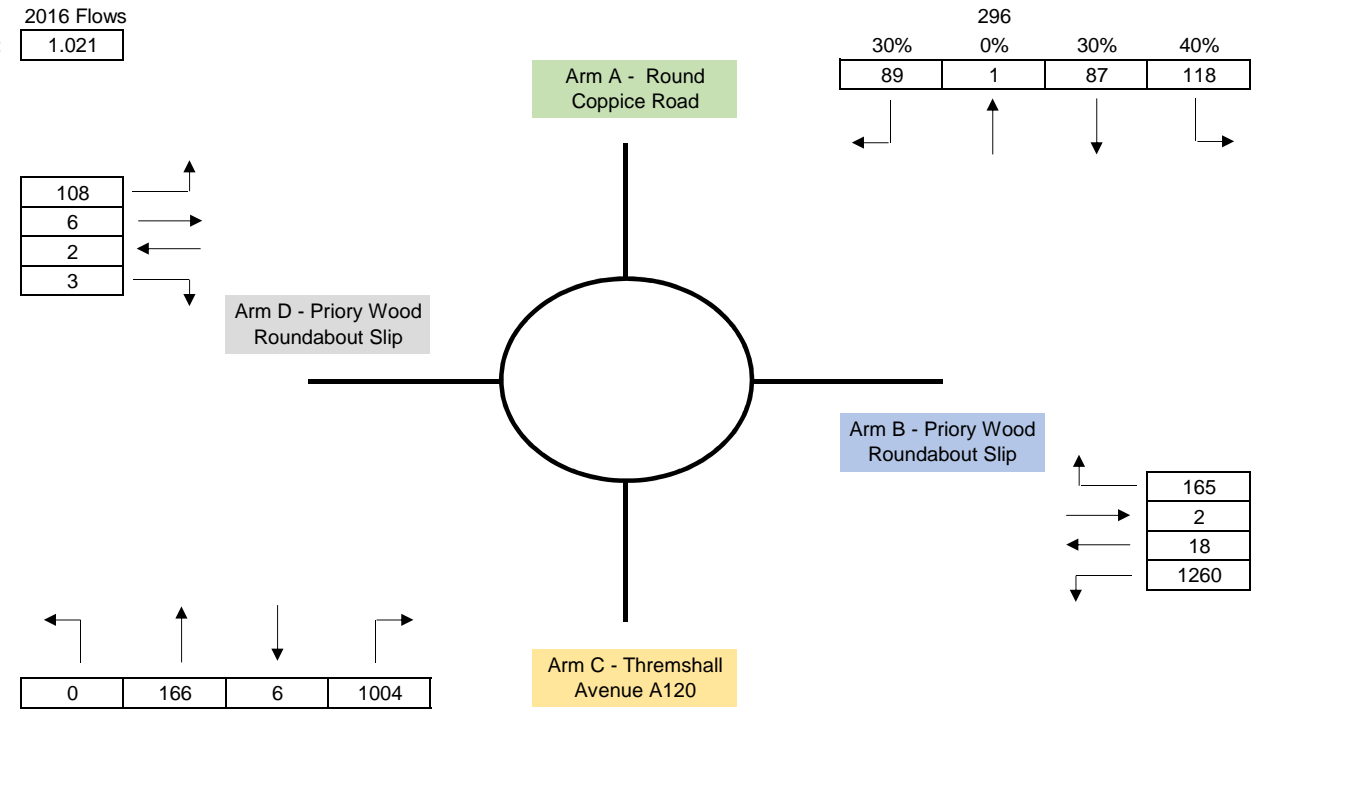 2016 Flows
1.021
296
30% 0% 30% 40%
89 1 87 118
Arm A - Round
Coppice Road
108
6
2
3
Arm D - Priory Wood
Roundabout Slip
Arm B - Priory Wood
Roundabout Slip
165
2
18
1260
Arm C - Thremshall
Avenue A120
0 166 6 1004